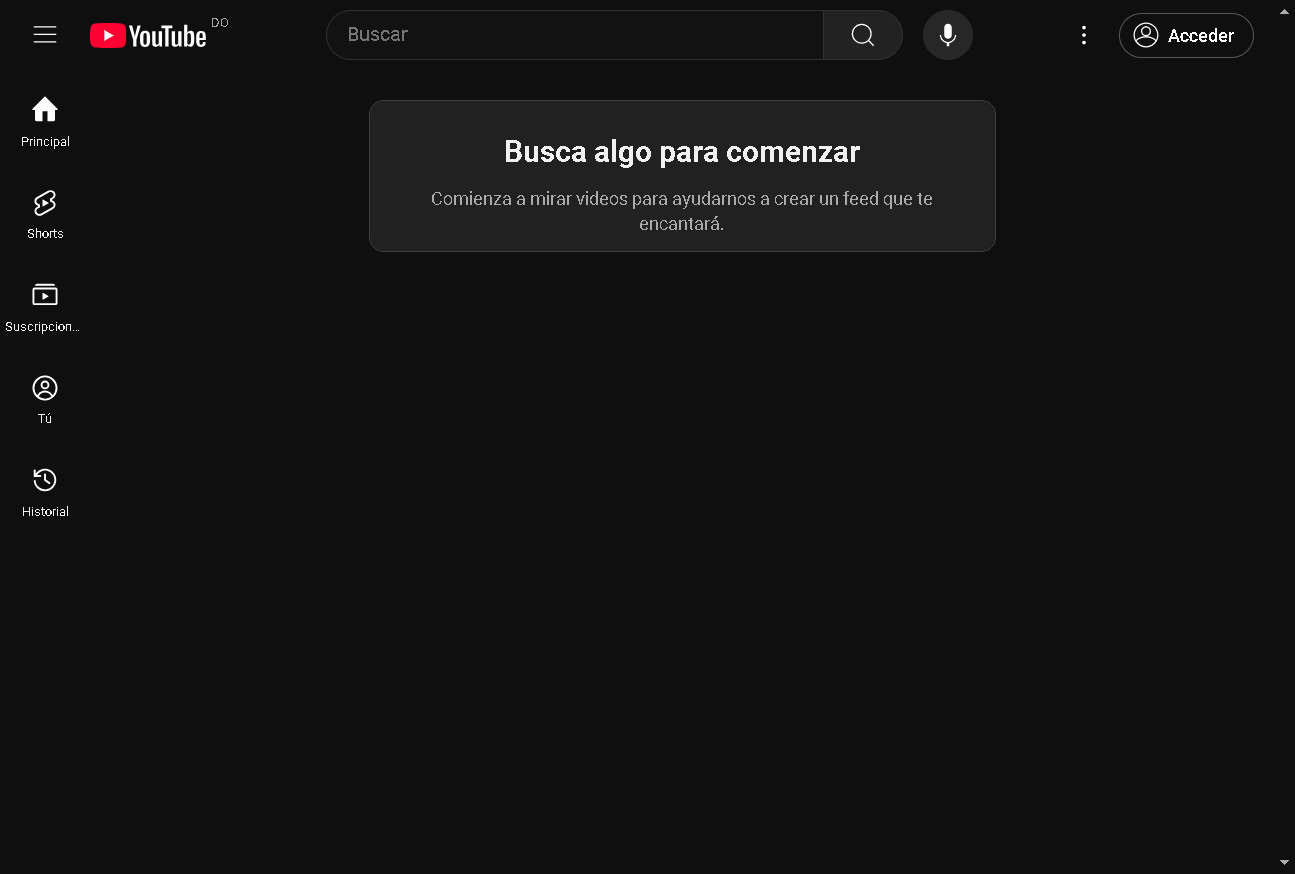 YouTube DO
Buscar
Acceder
Principal
Shorts
Suscripcion...
Tú
Historial
Busca algo para comenzar
Comienza a mirar videos para ayudarnos a crear un feed que te
encantará.